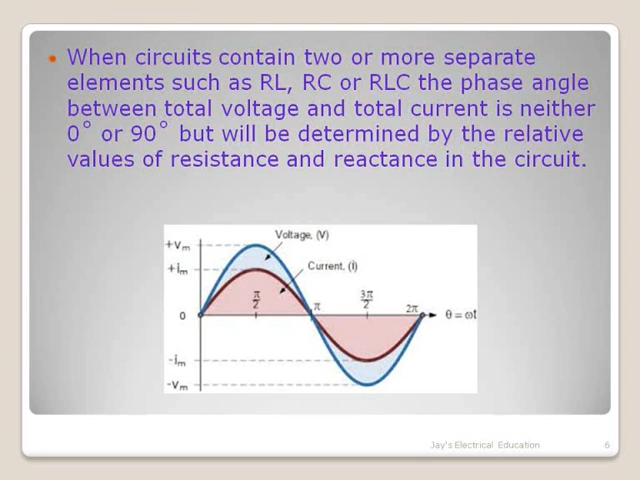 • When circuits contain two or more separate
elements such as RL, RC or RLC the phase angle
between total voltage and total current is neither
0° or 90° but will be determined by the relative
values of resistance and reactance in the circuit.
Voltage, (V)
+Vm
Current, (i)
+im
π/2
π
3π/2
2π
0
θ = ωt
-im
-Vm
Jay's Electrical Education
6